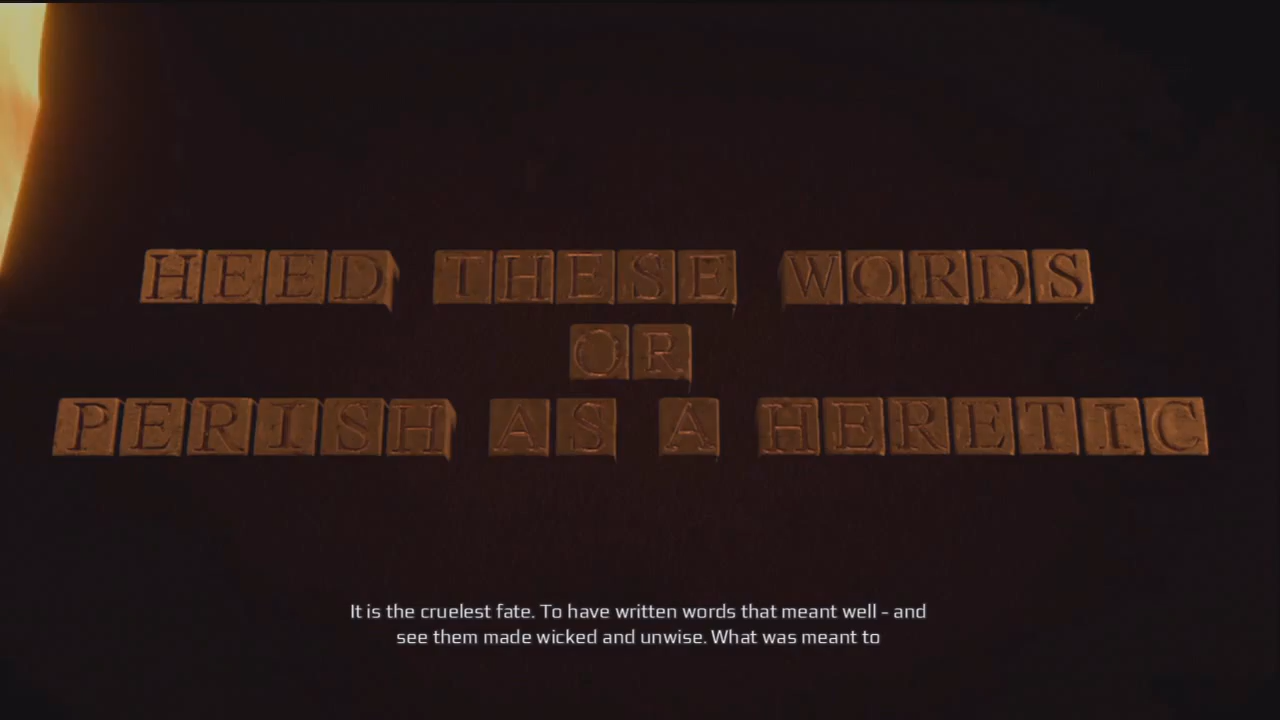 HEED THESE WORDS
OR
PERISH AS A HERETIC
It is the cruelest fate. To have written words that meant well - and
see them made wicked and unwise. What was meant to